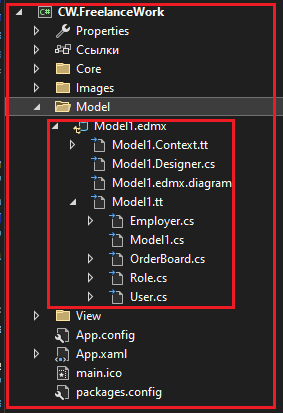 C# CW.FreelanceWork
Properties
Ссылки
Core
Images
Model
Model1.edmx
Model1.Context.tt
Model1.Designer.cs
Model1.edmx.diagram
Model1.tt
Employer.cs
Model1.cs
OrderBoard.cs
Role.cs
User.cs
View
App.config
App.xaml
main.ico
packages.config